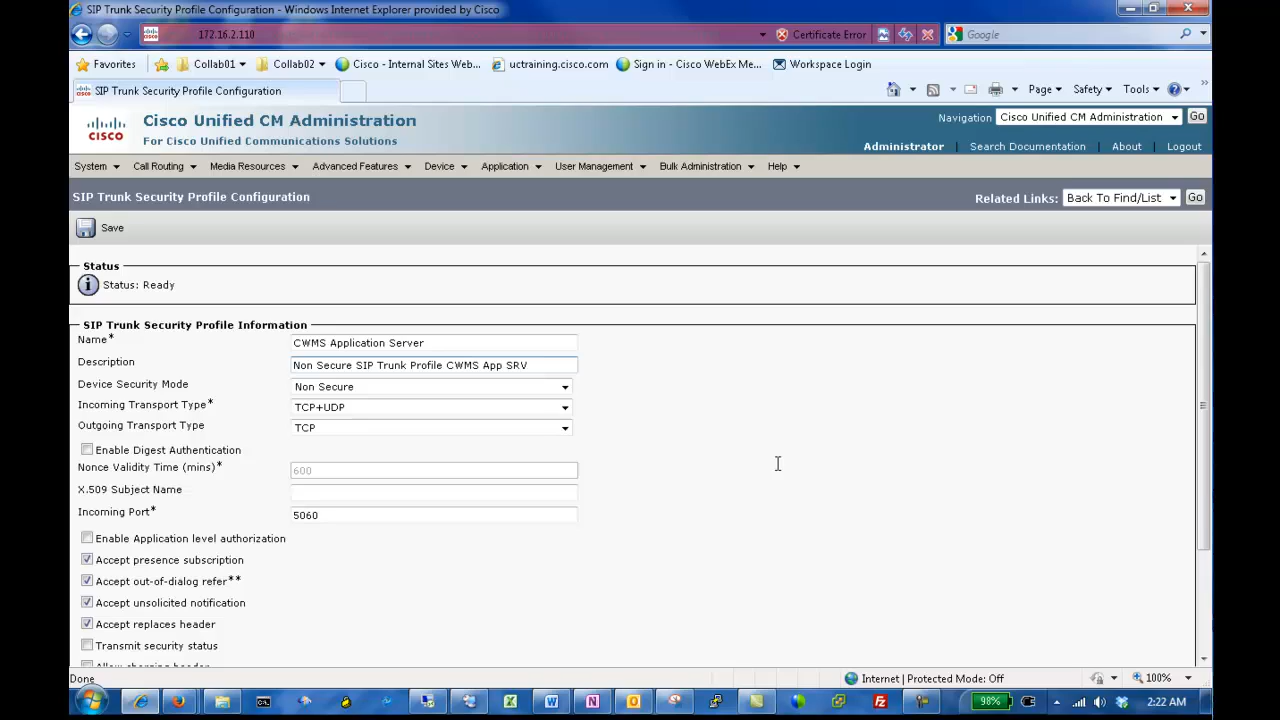 SIP Trunk Security Profile Configuration - Windows Internet Explorer provided by Cisco
172.16.2.110
Certificate Error
Google
Favorites
Collab01
Collab02
Cisco - Internal Sites Web...
uctraining.cisco.com
Sign in - Cisco WebEx Me...
Workspace Login
SIP Trunk Security Profile Configuration
Page
Safety
Tools
CISCO
Cisco Unified CM Administration
For Cisco Unified Communications Solutions
Navigation
Cisco Unified CM Administration
Go
Administrator
Search Documentation
About
Logout
System
Call Routing
Media Resources
Advanced Features
Device
Application
User Management
Bulk Administration
Help
SIP Trunk Security Profile Configuration
Related Links:
Back To Find/List
Go
Save
Status
Status: Ready
SIP Trunk Security Profile Information
Name*
CWMS Application Server
Description
Non Secure SIP Trunk Profile CWMS App SRV
Device Security Mode
Non Secure
Incoming Transport Type*
TCP+UDP
Outgoing Transport Type
TCP
Enable Digest Authentication
Nonce Validity Time (mins)*
600
X.509 Subject Name
Incoming Port*
5060
Enable Application level authorization
Accept presence subscription
Accept out-of-dialog refer**
Accept unsolicited notification
Accept replaces header
Transmit security status
Done
Internet | Protected Mode: Off
100%
98%
2:22 AM